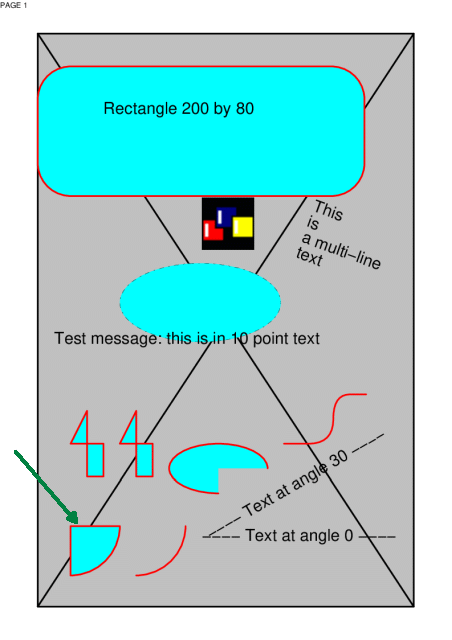 PAGE 1
Rectangle 200 by 80
This
is
a multi–line
text
Test message: this is in 10 point text
Text at angle 30
Text at angle 0